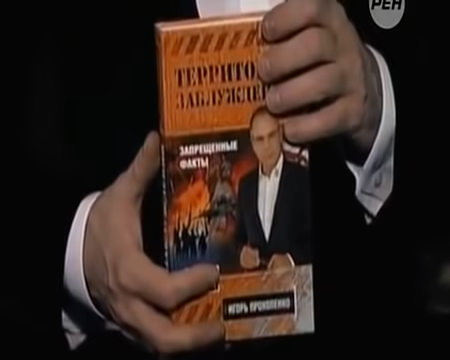 РЕН
ТЕРРИТО
ЗАБЛУЖДЕ
ЗАПРЕЩЕННЫЕ
ФАКТЫ
ИГОРЬ ПРОКОПЕНКО